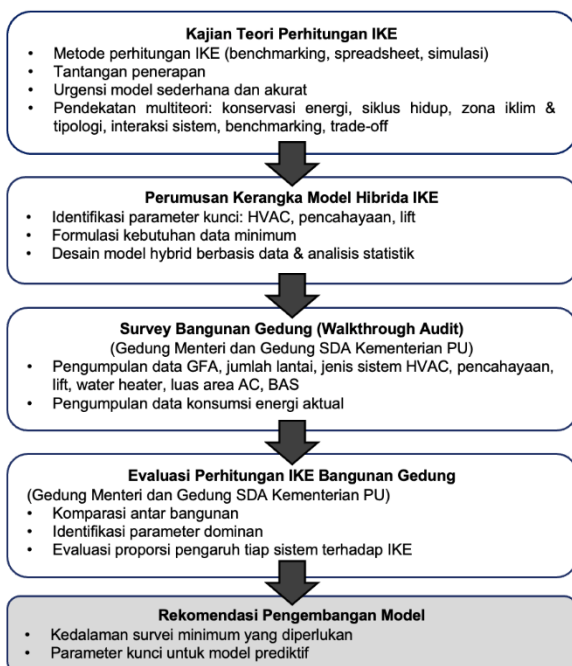 Kajian Teori Perhitungan IKE
• Metode perhitungan IKE (benchmarking, spreadsheet, simulasi)
• Tantangan penerapan
• Urgensi model sederhana dan akurat
• Pendekatan multiteori: konservasi energi, siklus hidup, zona iklim &
tipologi, interaksi sistem, benchmarking, trade-off
Perumusan Kerangka Model Hibrida IKE
• Identifikasi parameter kunci: HVAC, pencahayaan, lift
• Formulasi kebutuhan data minimum
• Desain model hybrid berbasis data & analisis statistik
Survey Bangunan Gedung (Walkthrough Audit)
(Gedung Menteri dan Gedung SDA Kementerian PU)
• Pengumpulan data GFA, jumlah lantai, jenis sistem HVAC, pencahayaan,
lift, water heater, luas area AC, BAS
• Pengumpulan data konsumsi energi aktual
Evaluasi Perhitungan IKE Bangunan Gedung
(Gedung Menteri dan Gedung SDA Kementerian PU)
• Komparasi antar bangunan
• Identifikasi parameter dominan
• Evaluasi proporsi pengaruh tiap sistem terhadap IKE
Rekomendasi Pengembangan Model
• Kedalaman survei minimum yang diperlukan
• Parameter kunci untuk model prediktif